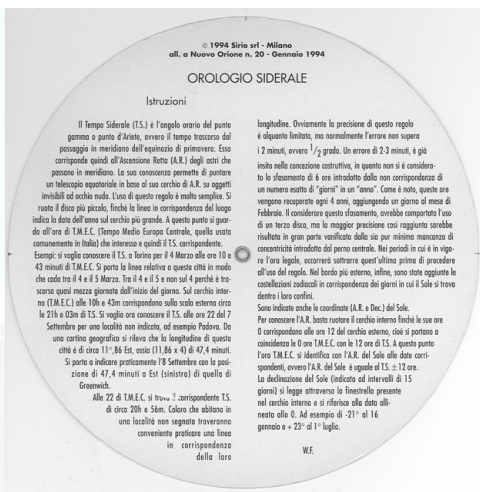 © 1994 Sirio srl - Milano
all. a Nuovo Orione n. 20 - Gennaio 1994
OROLOGIO SIDERALE
Istruzioni
Il Tempo Siderale (T.S.) è l'angolo orario del punto
gamma o punto d'Ariete, ovvero il tempo trascorso dal
passaggio in meridiano dell'equinozio di primavera. Esso
corrisponde quindi all'Ascensione Retta (A.R.) degli astri che
passano in meridiano. La sua conoscenza permette di puntare
un telescopio equatoriale in base al suo cerchio di A.R. su oggetti
invisibili ad occhio nudo. L'uso di questo regolo è molto semplice. Si
ruota il disco più piccolo, finché la linea in corrispondenza del luogo
indica la data dell'anno sul cerchio più grande. A questo punto si guar-
da all'ora di T.M.E.C. (Tempo Medio Europa Centrale, quella usata
comunemente in Italia) che interessa e quindi il T.S. corrispondente.
Esempi: si voglia conoscere il T.S. a Torino per il 4 Marzo alle ore 10 e
43 minuti di T.M.E.C. Si porta la linea relativa a questa città in modo
che cada tra il 4 e il 5 Marzo. Tra il 4 e il 5 e non sul 4 perchè è tra-
scorsa quasi mezza giornata dall'inizio del giorno. Sul cerchio inter-
no (T.M.E.C.) alle 10h e 43m corrispondono sulla scala esterna circa
le 21h e 03m di T.S. Si voglia ora conoscere il T.S. alle ore 22 del 7
Settembre per una località non indicata, ad esempio Padova. Da
una cartina geografica si rileva che la longitudine di questa
città è di circa 11°,86 Est, ossia (11,86 x 4) di 47,4 minuti.
Si porta a indicare praticamente l'8 Settembre con la posi-
zione di 47,4 minuti a Est (sinistra) di quella di
Greenwich.
Alle 22 di T.M.E.C. si corrispondente T.S.
di circa 20h e 56m. Coloro che abitano in
una località non segnata troveranno
conveniente praticare una linea
in corrispondenza
della loro
longitudine. Ovviamente la precisione di questo regolo
è alquanto limitata, ma normalmente l'errore non supera
i 2 minuti, ovvero 1/2 grado. Un errore di 2-3 minuti, è già
insito nella concezione costruttiva, in quanto non si è considera-
to lo sfasamento di 6 ore introdotto dalla non corrispondenza di
un numero esatto di "giorni" in un "anno". Come è noto, queste ore
vengono recuperate ogni 4 anni, aggiungendo un giorno al mese di
Febbraio. Il considerare questo sfasamento, avrebbe comportato l'uso
di un terzo disco, ma la maggior precisione così raggiunta sarebbe
risultata in gran parte vanificata dalla sia pur minima mancanza di
concentricità introdotta dal perno centrale. Nei periodi in cui è in vigo-
re l'ora legale, occorrerà sottrarre quest'ultima prima di procedere
all'uso del regolo. Nel bordo più esterno, infine, sono state aggiunte le
costellazioni zodiacali in corrispondenza dei giorni in cui il Sole si trova
dentro i loro confini.
Sono indicate anche le coordinate (A.R. e Dec.) del Sole.
Per conoscere l'A.R. basta ruotare il cerchio interno finché le sue ore
0 corrispondano alle ore 12 del cerchio esterno, cioè si portano a
coincidenza le 0 ore T.M.E.C. con le 12 ore di T.S. A questo punto
l'ora T.M.E.C. si identifica con l'A.R. del Sole alle date corri-
spondenti, ovvero l'A.R. del Sole è uguale al T.S. ±12 ore.
La declinazione del Sole (indicata ad intervalli di 15
giorni) si legge attraverso la finestrella presente
nel cerchio interno e si riferisce alla data alli-
neata allo 0. Ad esempio di -21° al 16
gennaio o + 23° al 1° luglio.
W.F.